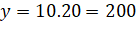 y = 10.20 = 200